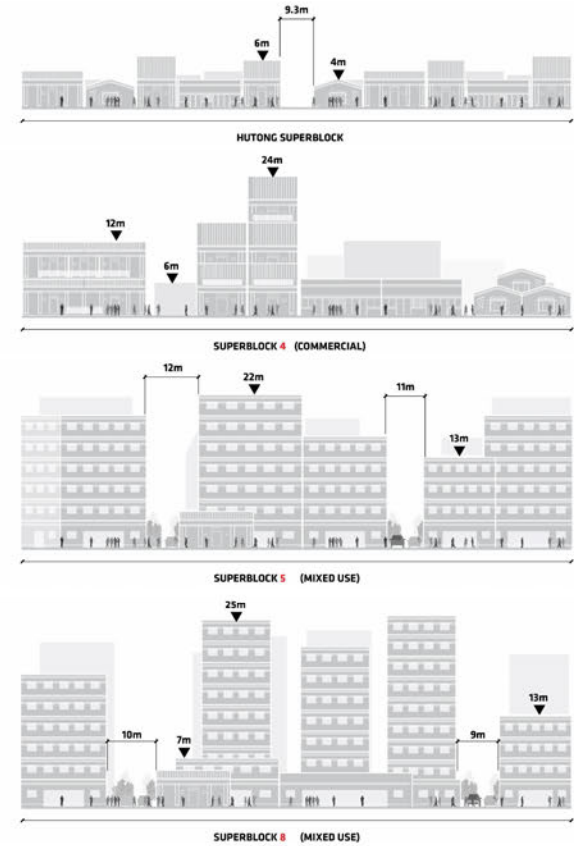 9.3m
6m
4m
HUTONG SUPERBLOCK
24m
12m
6m
SUPERBLOCK 4 (COMMERCIAL)
12m
22m
11m
13m
SUPERBLOCK 5 (MIXED USE)
25m
13m
10m
7m
9m
SUPERBLOCK 8 (MIXED USE)